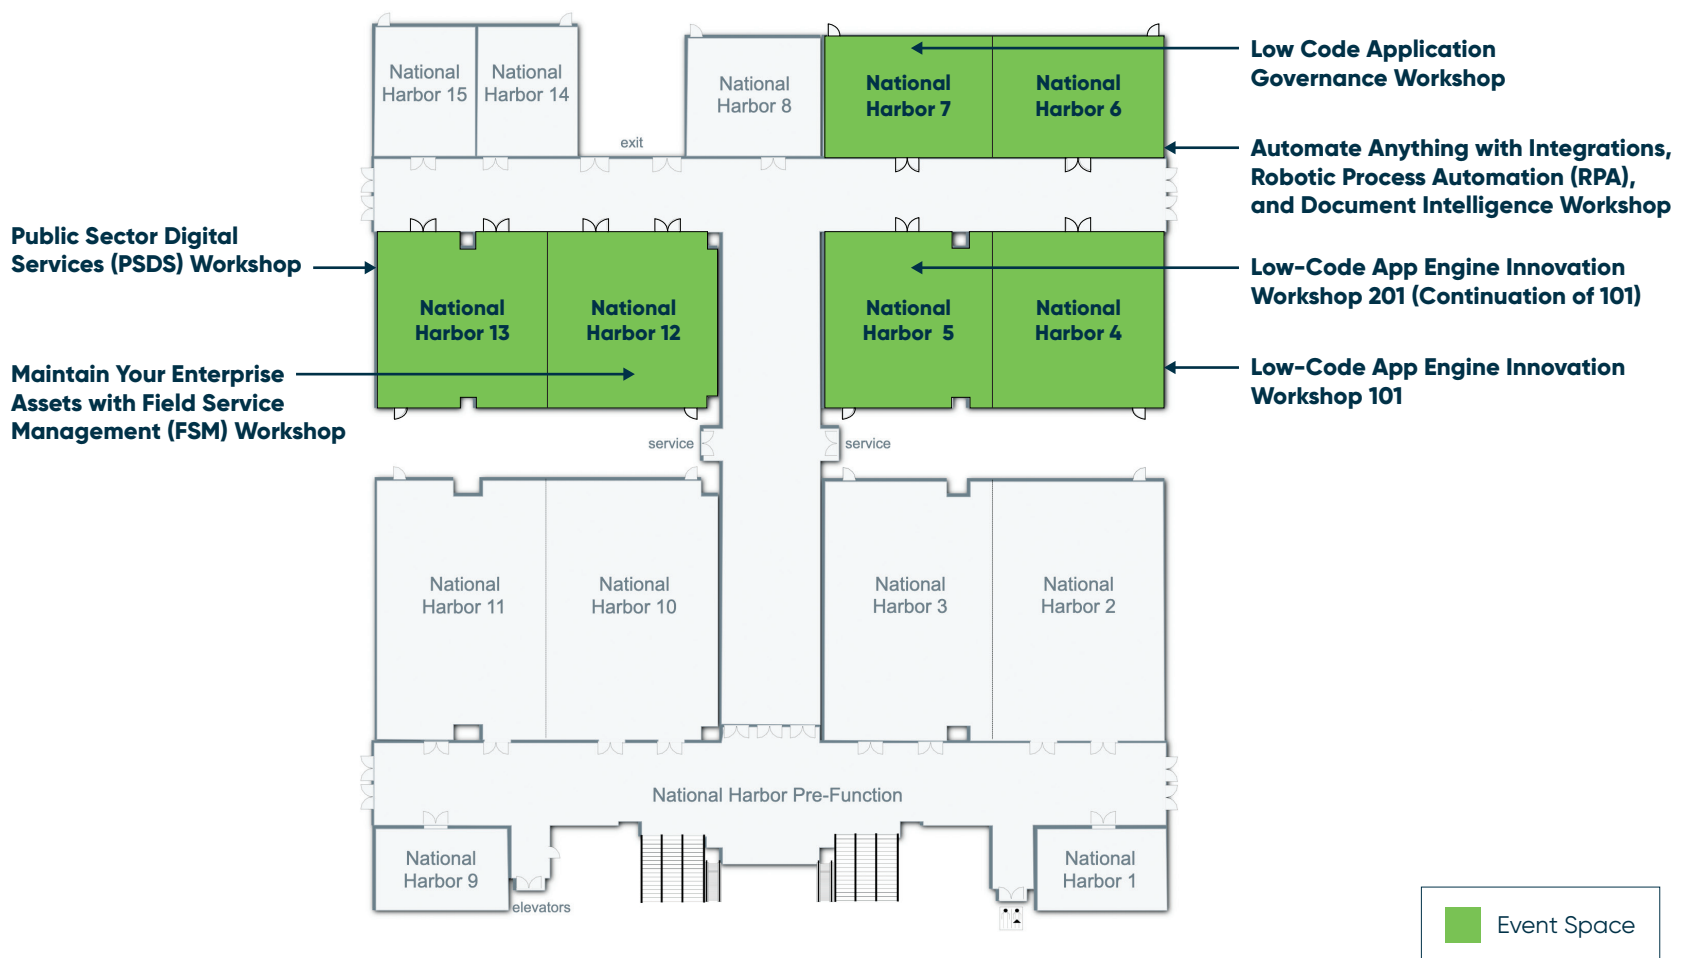 National
Harbor 15
National
Harbor 14
exit
National
Harbor 8
National
Harbor 7
National
Harbor 6
Low Code Application
Governance Workshop
Automate Anything with Integrations,
Robotic Process Automation (RPA),
and Document Intelligence Workshop
Public Sector Digital
Services (PSDS) Workshop
National
Harbor 13
National
Harbor 12
National
Harbor 5
National
Harbor 4
Low-Code App Engine Innovation
Workshop 201 (Continuation of 101)
Low-Code App Engine Innovation
Workshop 101
Maintain Your Enterprise
Assets with Field Service
Management (FSM) Workshop
service
service
National
Harbor 11
National
Harbor 10
National
Harbor 3
National
Harbor 2
National Harbor Pre-Function
National
Harbor 9
elevators
National
Harbor 1
Event Space